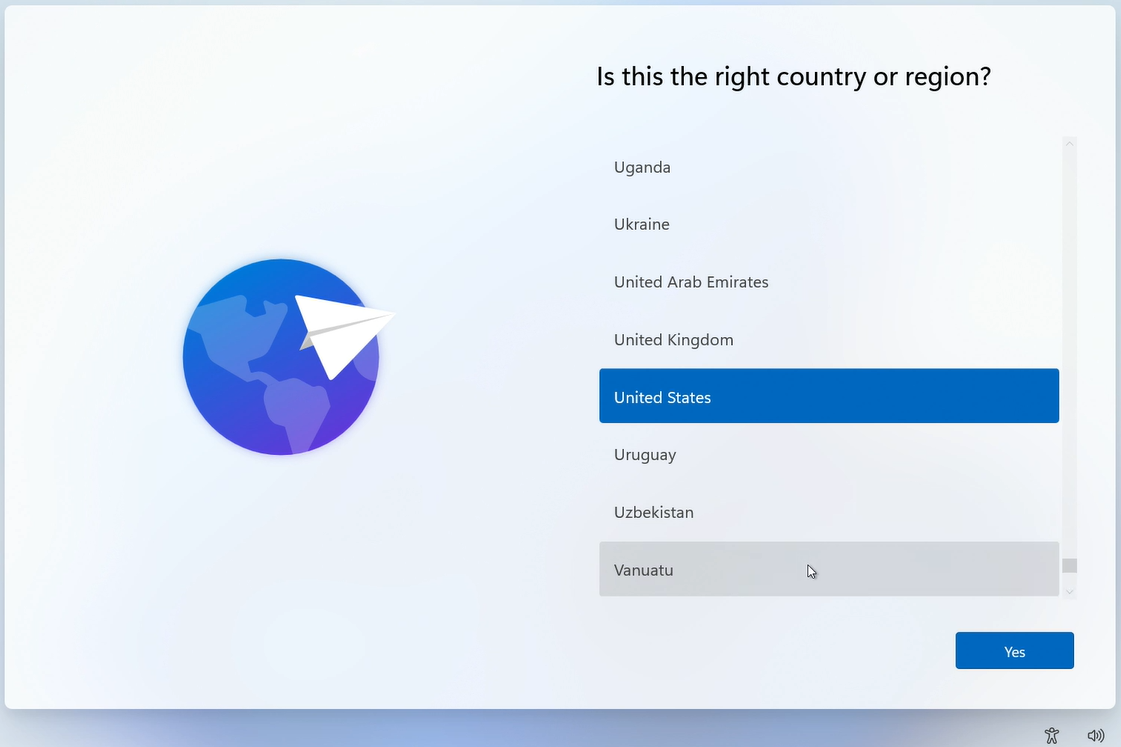 Is this the right country or region?
Uganda
Ukraine
United Arab Emirates
United Kingdom
United States
Uruguay
Uzbekistan
Vanuatu
Yes